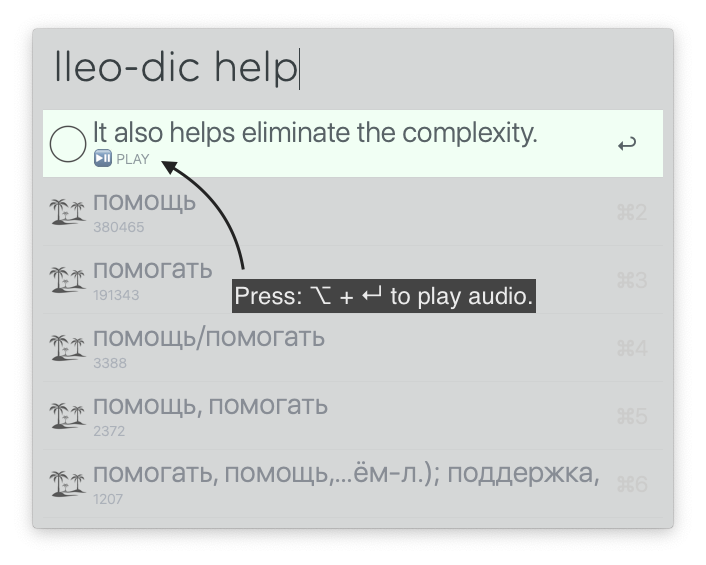 lleo-dic help
It also helps eliminate the complexity.
⏯ PLAY
помощь
380465
⌘2
помогать
191343
⌘3
Press: ⌥ + ↵ to play audio.
помощь/помогать
3388
⌘4
помощь, помогать
2372
⌘5
помогать, помощь,...ём-л.); поддержка,
1207
⌘6